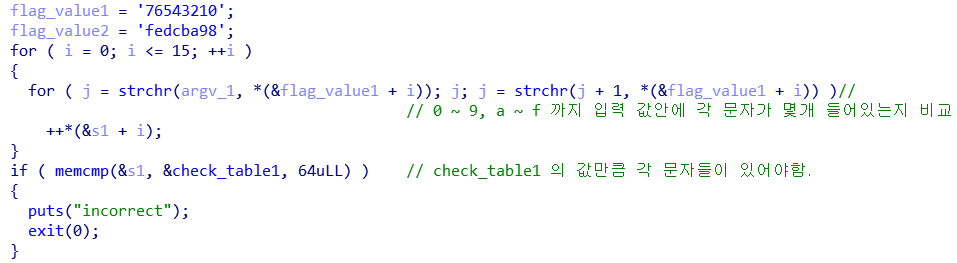 flag_value1 = '76543210';
flag_value2 = 'fedcba98';
for ( i = 0; i <= 15; ++i )
{
for ( j = strchr(argv_1, *(&flag_value1 + i)); j; j = strchr(j + 1, *(&flag_value1 + i)) )//
// 0 ~ 9, a ~ f 까지 입력 값안에 각 문자가 몇개 들어있는지 비교
++*(&s1 + i);
}
if ( memcmp(&s1, &check_table1, 64uLL) ) // check_table1 의 값만큼 각 문자들이 있어야함.
{
puts("incorrect");
exit(0);
}